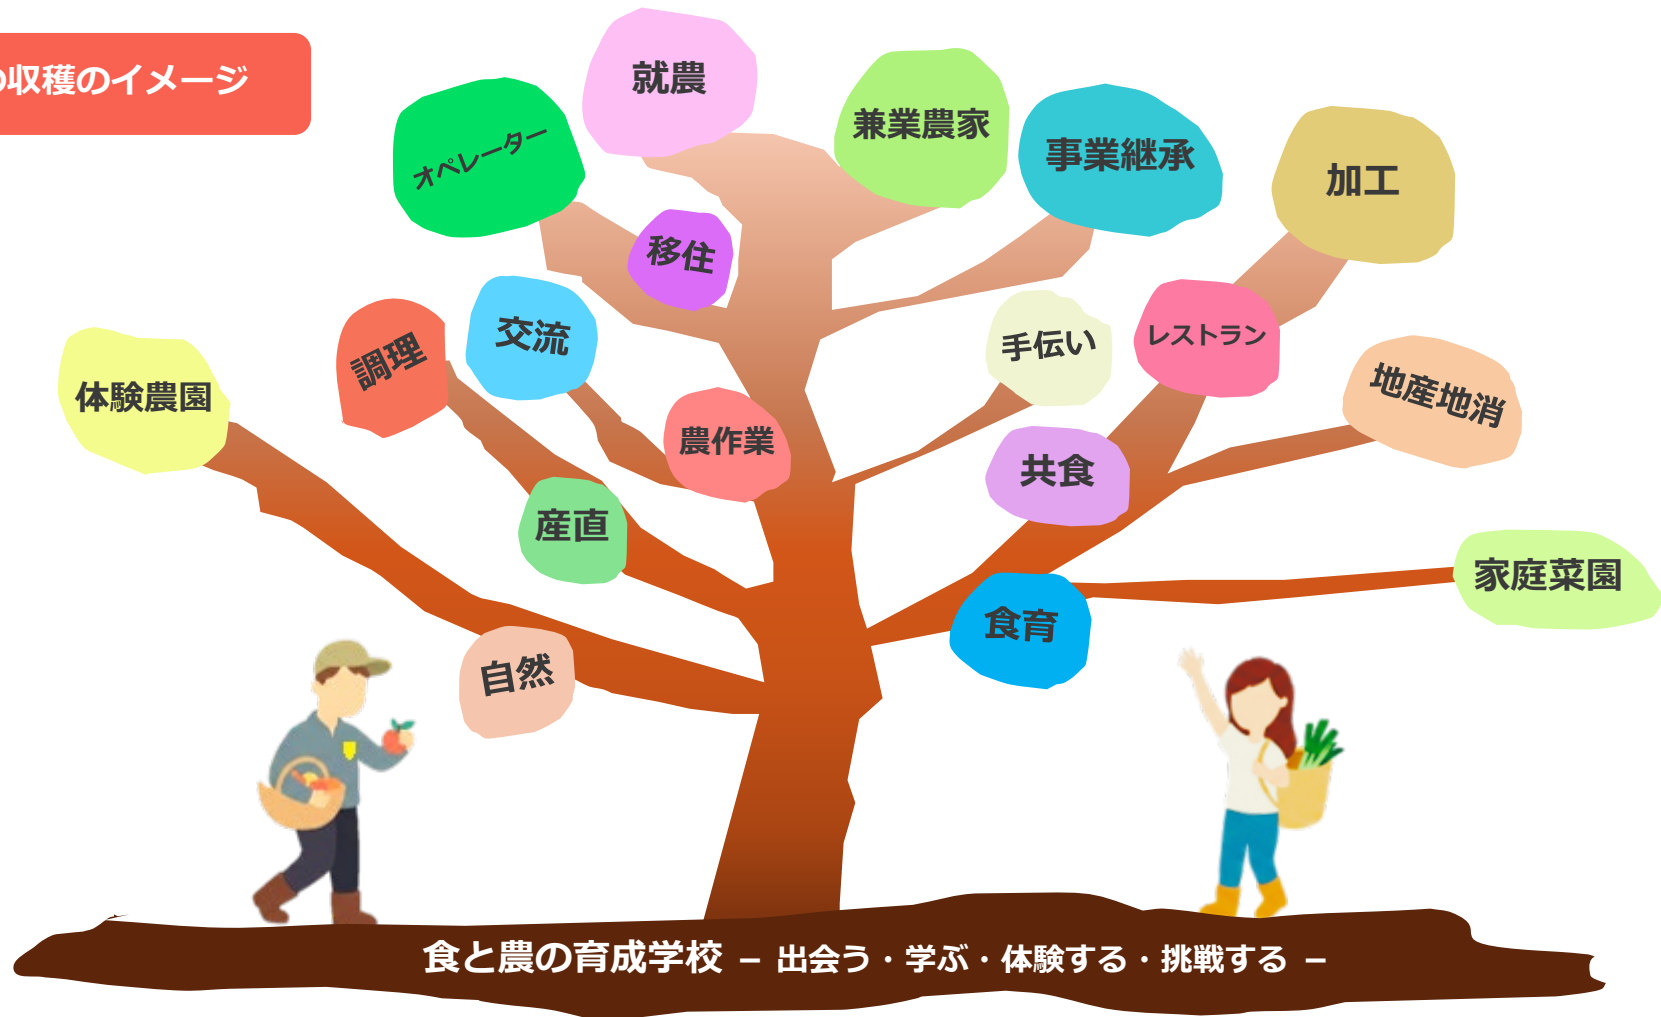 の収穫のイメージ
就農
オペレーター
兼業農家
事業継承
加工
移住
交流
調理
体験農園
手伝い
レストラン
地産地消
農作業
共食
産直
家庭菜園
食育
自然
食と農の育成学校 － 出会う・学ぶ・体験する・挑戦する －